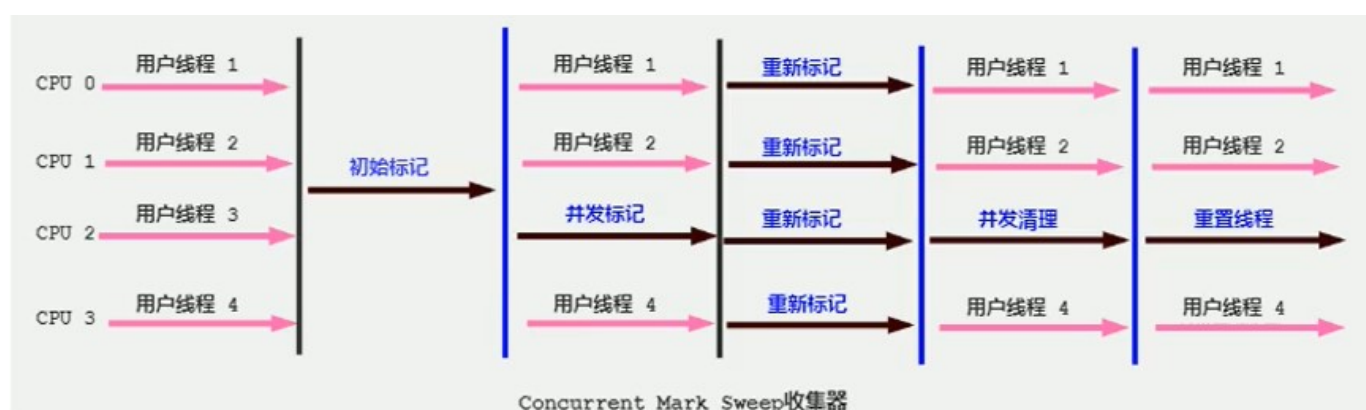 用户线程 1 用户线程 1 重新标记 用户线程 1 用户线程 1
CPU 0
用户线程 2 用户线程 2 重新标记 用户线程 2 用户线程 2
CPU 1 初始标记
用户线程 3 并发标记 重新标记 并发清理 重置线程
CPU 2
用户线程 4 用户线程 4 重新标记 用户线程 4 用户线程 4
CPU 3
Concurrent Mark Sweep收集器